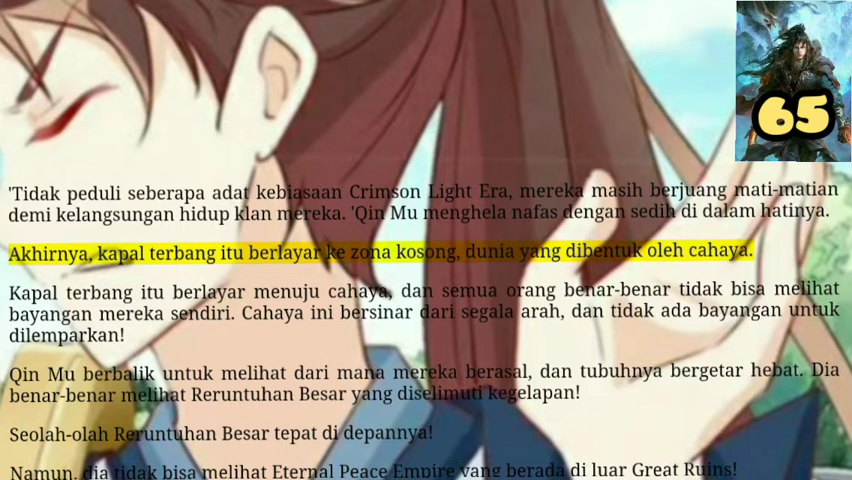 65
'Tidak peduli seberapa adat kebiasaan Crimson Light Era, mereka masih berjuang mati-matian
demi kelangsungan hidup klan mereka. 'Qin Mu menghela nafas dengan sedih di dalam hatinya.
Akhirnya, kapal terbang itu berlayar ke zona kosong, dunia yang dibentuk oleh cahaya.
Kapal terbang itu berlayar menuju cahaya, dan semua orang benar-benar tidak bisa melihat
bayangan mereka sendiri. Cahaya ini bersinar dari segala arah, dan tidak ada bayangan untuk
dilemparkan!
Qin Mu berbalik untuk melihat dari mana mereka berasal, dan tubuhnya bergetar hebat. Dia
benar-benar melihat Reruntuhan Besar yang diselimuti kegelapan!
Seolah-olah Reruntuhan Besar tepat di depannya!
Namun, dia tidak bisa melihat Eternal Peace Empire yang berada di luar Great Ruins!